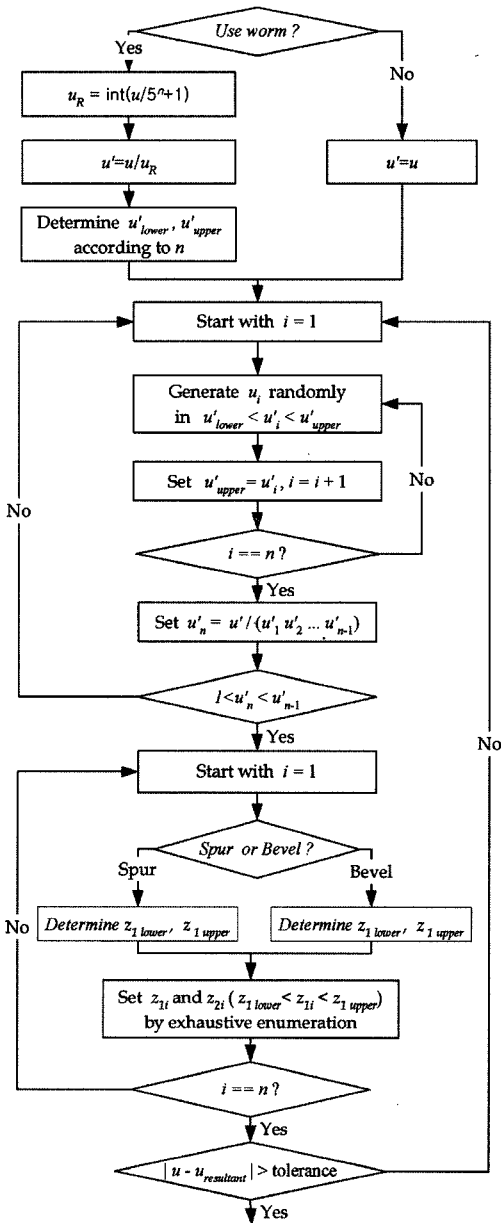 Use worm ?
Yes
No
u_R = int(u/5ⁿ+1)
u'=u/u_R
u'=u
Determine u'_lower, u'_upper
according to n
Start with i = 1
Generate u_i randomly
in u'_lower < u'_i < u'_upper
Set u'_upper = u'_i, i = i + 1
No
No
i == n ?
Yes
Set u'_n = u' / (u'_1 u'_2 ... u'_n-1)
1<u'_n < u'_n-1
Yes
No
Start with i = 1
Spur or Bevel ?
Spur
Bevel
No
Determine z_1 lower, z_1 upper
Determine z_1 lower, z_1 upper
Set z_1i and z_2i ( z_1 lower < z_1i < z_1 upper)
by exhaustive enumeration
i == n ?
Yes
| u - u_resultant | > tolerance
Yes